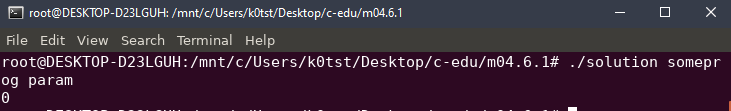 root@DESKTOP-D23LGUH: /mnt/c/Users/k0tst/Desktop/c-edu/m04.6.1
File Edit View Search Terminal Help
root@DESKTOP-D23LGUH:/mnt/c/Users/k0tst/Desktop/c-edu/m04.6.1# ./solution somepr
og param
0